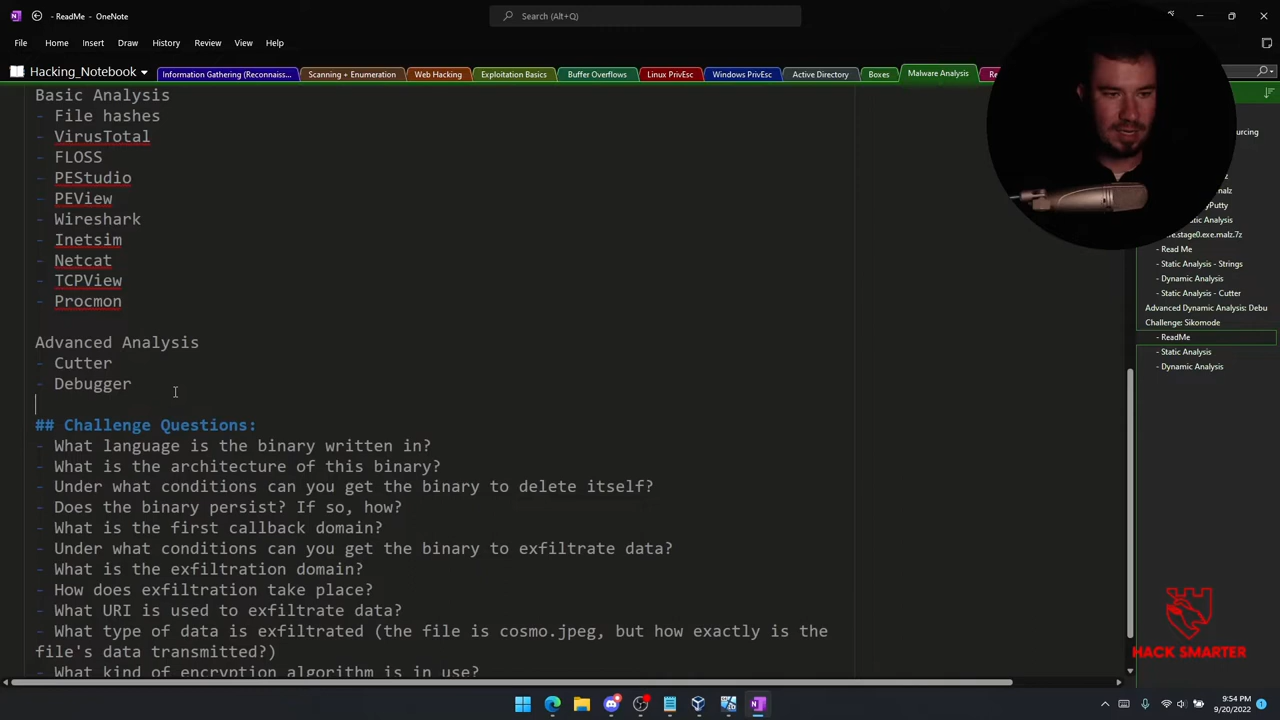 - ReadMe - OneNote
Search (Alt+Q)
File Home Insert Draw History Review View Help
Hacking_Notebook
Information Gathering (Reconnaiss...
Scanning + Enumeration
Web Hacking
Exploitation Basics
Buffer Overflows
Linux PrivEsc
Windows PrivEsc
Active Directory
Boxes
Malware Analysis
Basic Analysis
- File hashes
- VirusTotal
- FLOSS
- PEStudio
- PEView
- Wireshark
- Inetsim
- Netcat
- TCPView
- Procmon
Advanced Analysis
- Cutter
- Debugger
## Challenge Questions:
- What language is the binary written in?
- What is the architecture of this binary?
- Under what conditions can you get the binary to delete itself?
- Does the binary persist? If so, how?
- What is the first callback domain?
- Under what conditions can you get the binary to exfiltrate data?
- What is the exfiltration domain?
- How does exfiltration take place?
- What URI is used to exfiltrate data?
- What type of data is exfiltrated (the file is cosmo.jpeg, but how exactly is the
file's data transmitted?)
- What kind of encryption algorithm is in use?
- Read Me
- Static Analysis - Strings
- Dynamic Analysis
- Static Analysis - Cutter
Advanced Dynamic Analysis: Debu
Challenge: Sikomode
- ReadMe
- Static Analysis
- Dynamic Analysis
HACK SMARTER
9:54 PM
9/20/2022